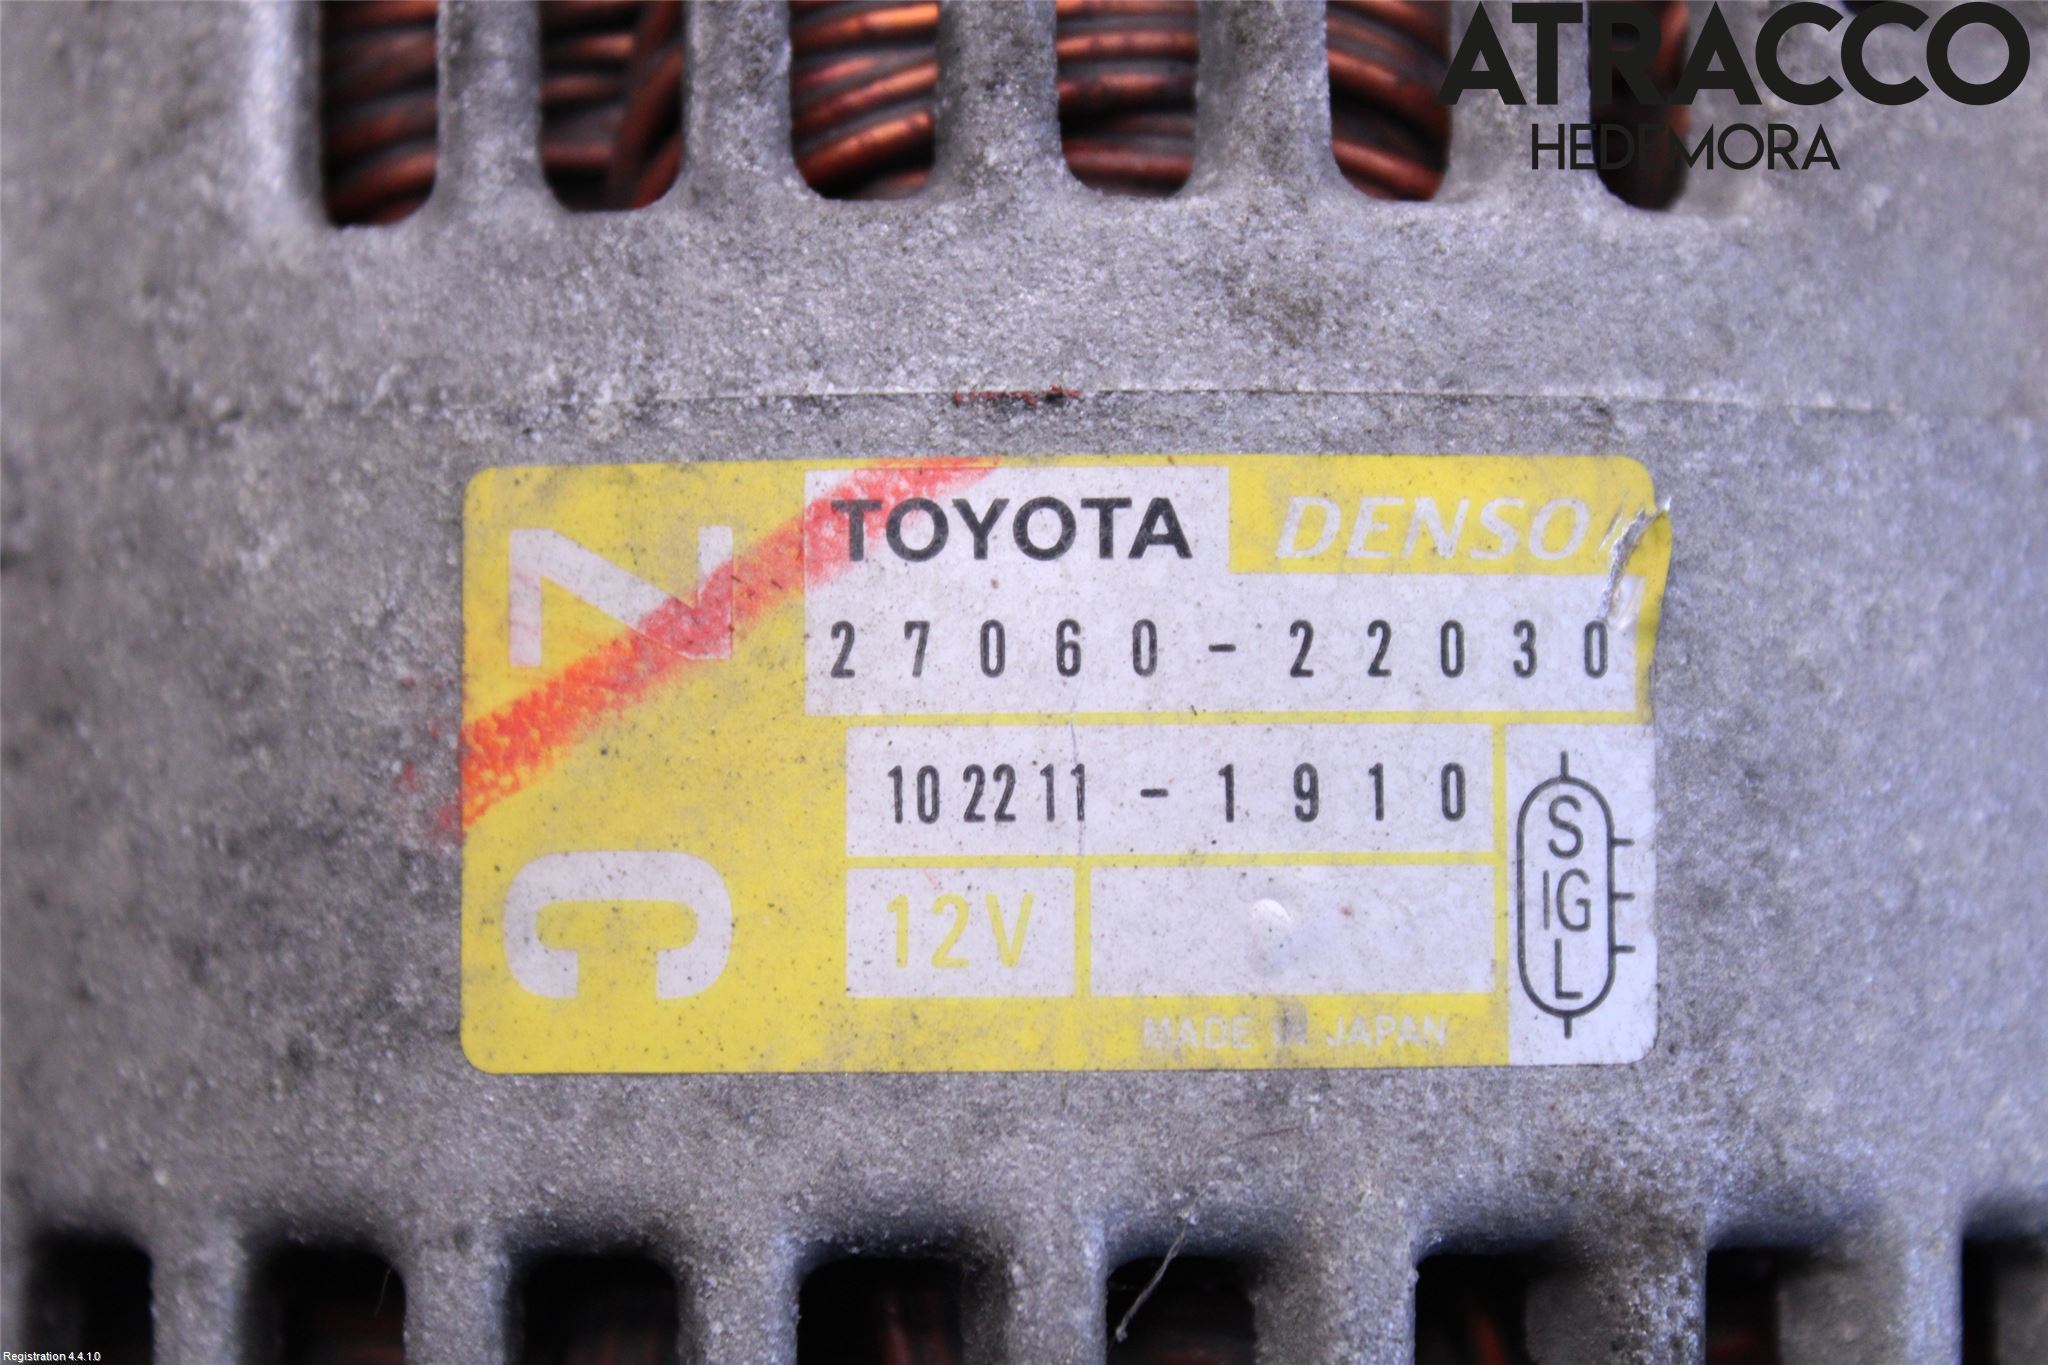 ATRACCO
HEDEMORA
TOYOTA DENSO
27060-22030
102211-1910
12V
S
IG
L
MADE IN JAPAN
N
C
Registration 4.4.1.0